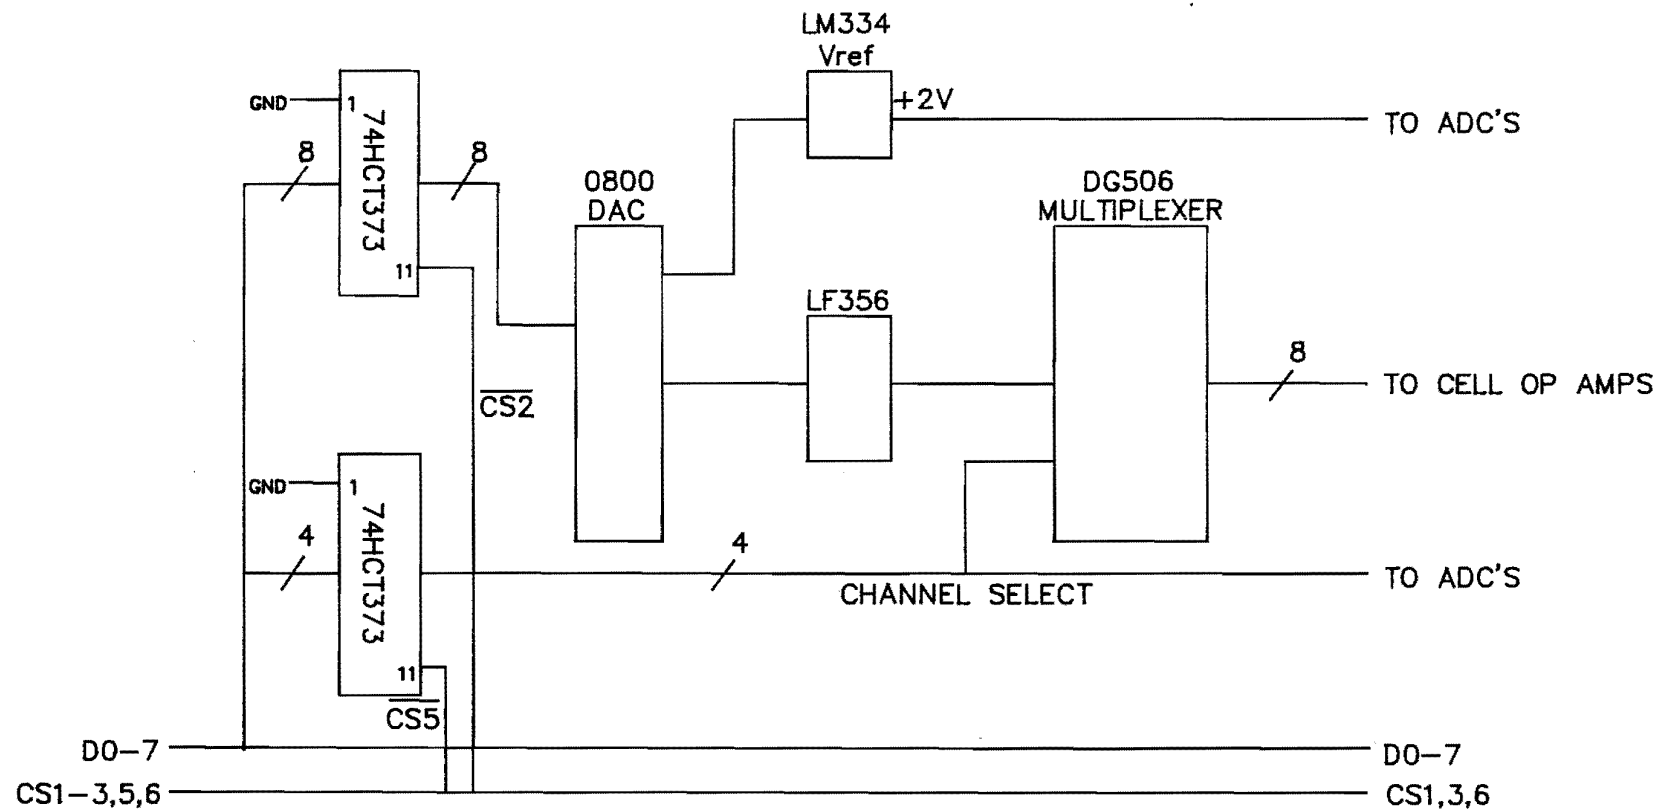 LM334
Vref
GND
1
+2V
TO ADC'S
74HCT373
8
8
0800
DAC
DG506
MULTIPLEXER
11
LF356
8
CS2
TO CELL OP AMPS
GND
1
74HCT373
4
4
TO ADC'S
CHANNEL SELECT
11
CS5
D0-7
D0-7
CS1-3,5,6
CS1,3,6